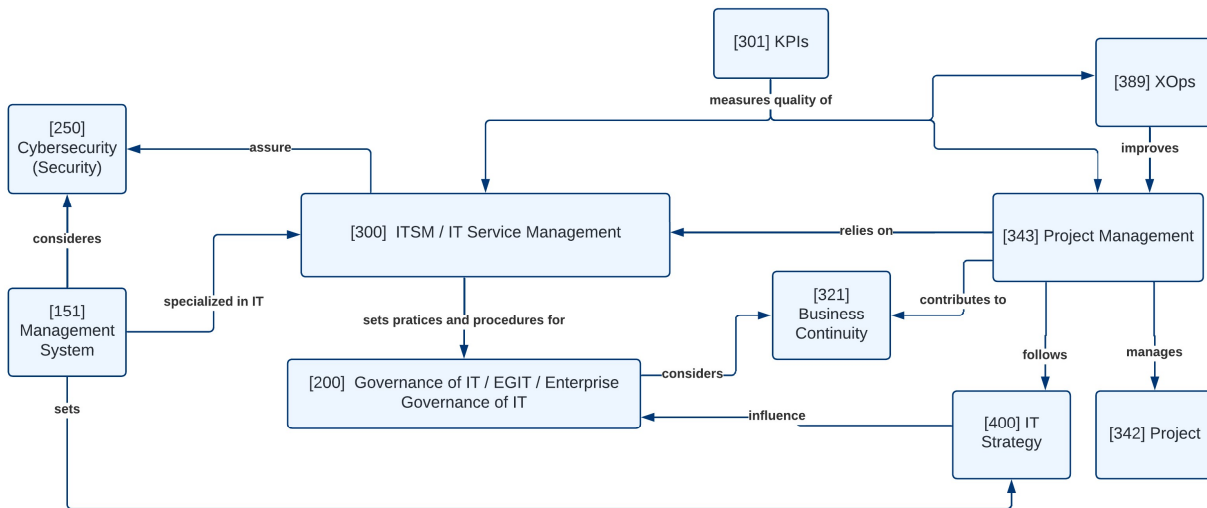 [301] KPIs
[389] XOps
measures quality of
[250]
Cybersecurity
(Security)
assure
improves
[300]  ITSM / IT Service Management
relies on
[343] Project Management
consideres
specialized in IT
[151]
Management
System
sets pratices and procedures for
[321]
Business
Continuity
contributes to
follows
manages
[200]  Governance of IT / EGIT / Enterprise
Governance of IT
considers
sets
influence
[400] IT
Strategy
[342] Project